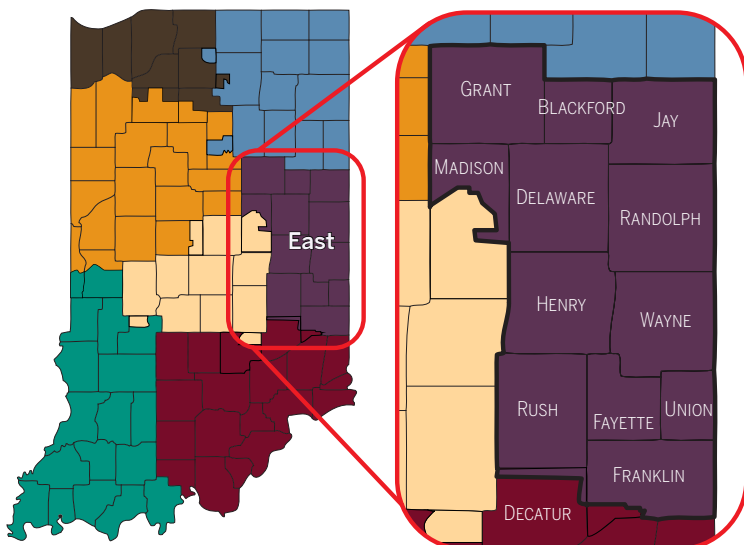 East
GRANT
BLACKFORD
JAY
MADISON
DELAWARE
RANDOLPH
HENRY
WAYNE
RUSH
FAYETTE
UNION
FRANKLIN
DECATUR